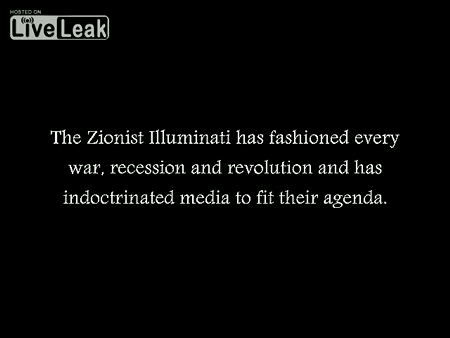 HOSTED ON
LiveLeak
The Zionist Illuminati has fashioned every
war, recession and revolution and has
indoctrinated media to fit their agenda.